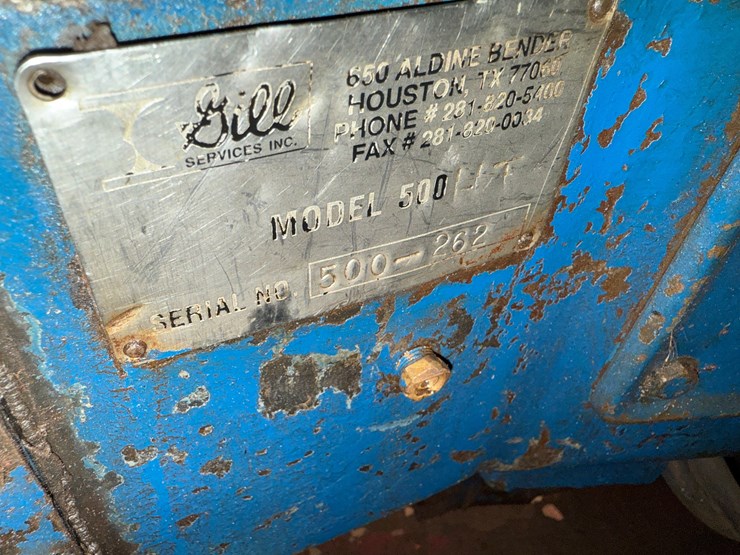 Gill
SERVICES INC.
650 ALDINE BENDER
HOUSTON, TX 77060
PHONE # 281-820-5400
FAX # 281-820-0034
MODEL 500
SERIAL NO. 500-262